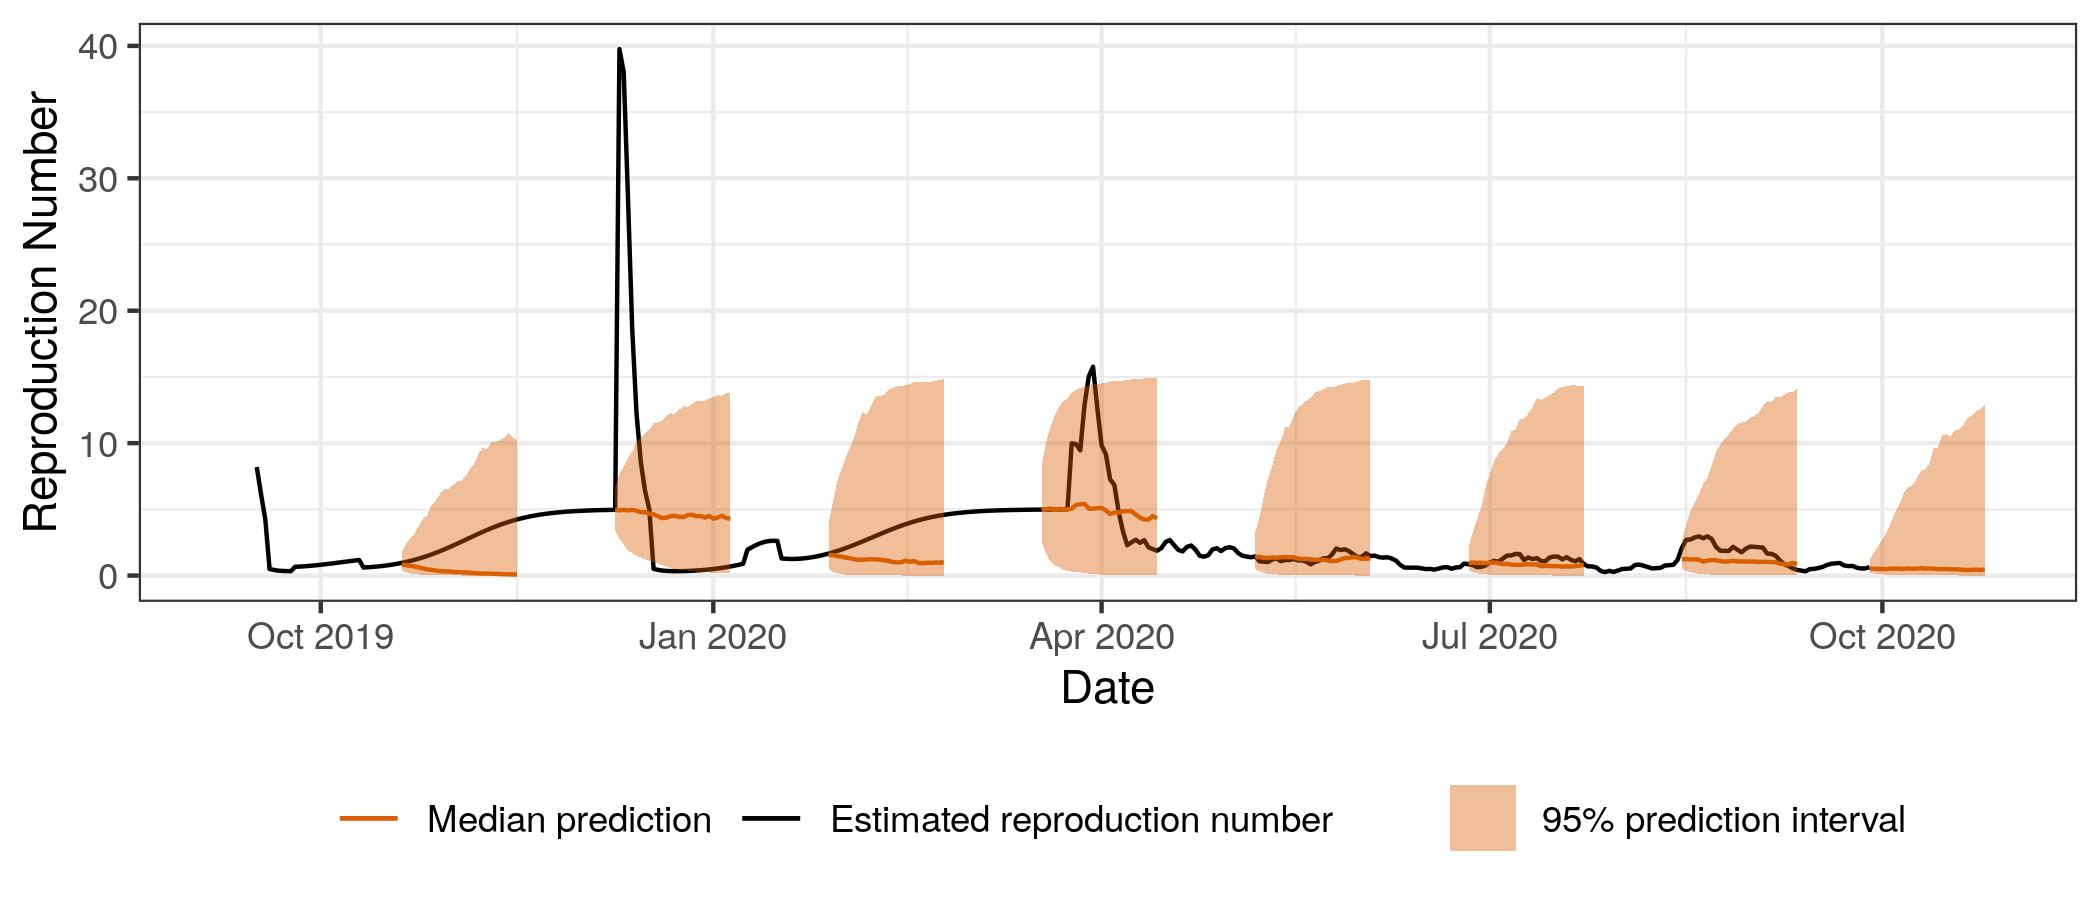 Reproduction Number
40
30
20
10
0
Oct 2019
Jan 2020
Apr 2020
Jul 2020
Oct 2020
Date
Median prediction
Estimated reproduction number
95% prediction interval